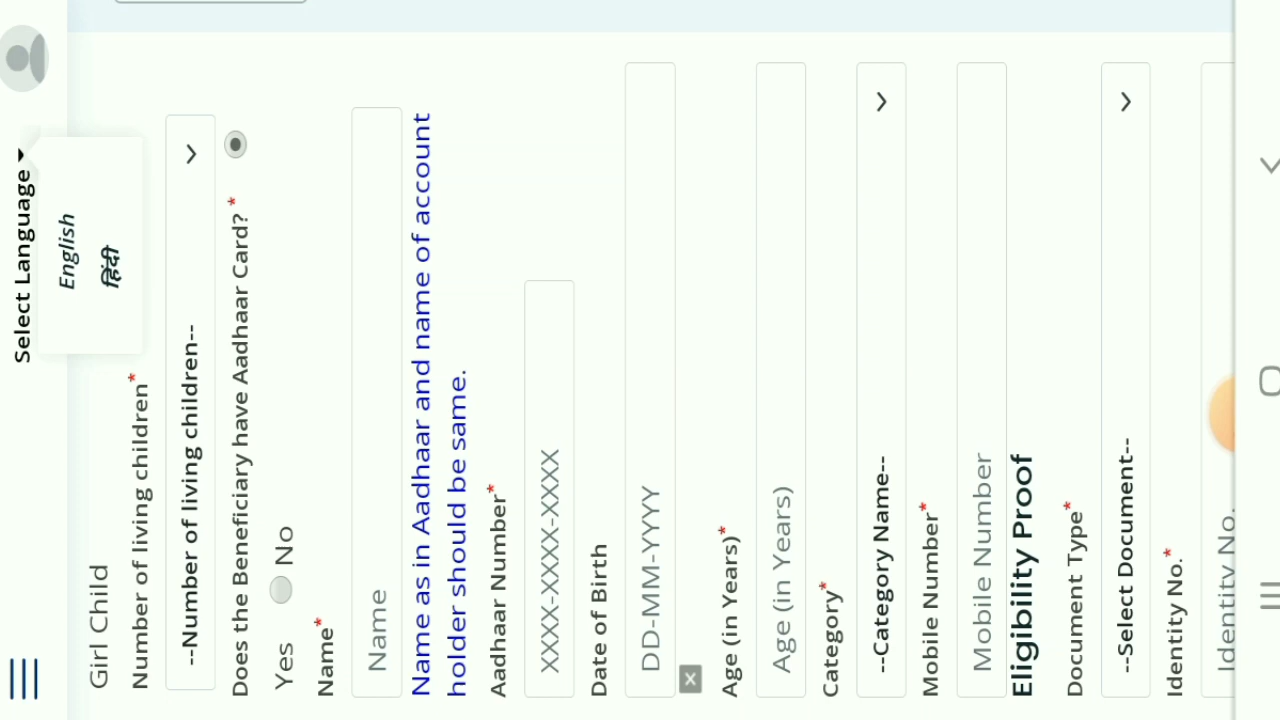 Select Language
English
हिंदी
Girl Child
Number of living children*
--Number of living children--
Does the Beneficiary have Aadhaar Card? *
Yes No
Name*
Name
Name as in Aadhaar and name of account
holder should be same.
Aadhaar Number*
XXXX-XXXX-XXXX
Date of Birth
DD-MM-YYYY
Age (in Years)*
Age (in Years)
Category*
--Category Name--
Mobile Number*
Mobile Number
Eligibility Proof
Document Type*
--Select Document--
Identity No.*
Identity No.